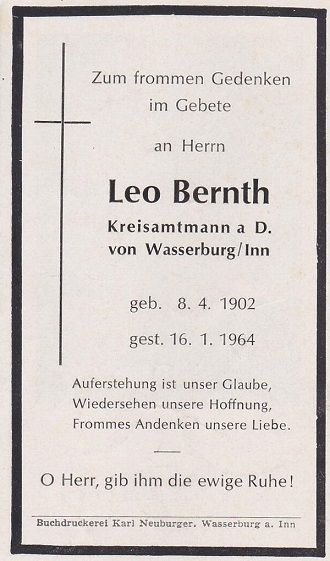 Zum frommen Gedenken
im Gebete
an Herrn
Leo Bernth
Kreisamtmann a D.
von Wasserburg/Inn
geb. 8. 4. 1902
gest. 16. 1. 1964
Auferstehung ist unser Glaube,
Wiedersehen unsere Hoffnung,
Frommes Andenken unsere Liebe.
O Herr, gib ihm die ewige Ruhe!
Buchdruckerei Karl Neuburger, Wasserburg a. Inn